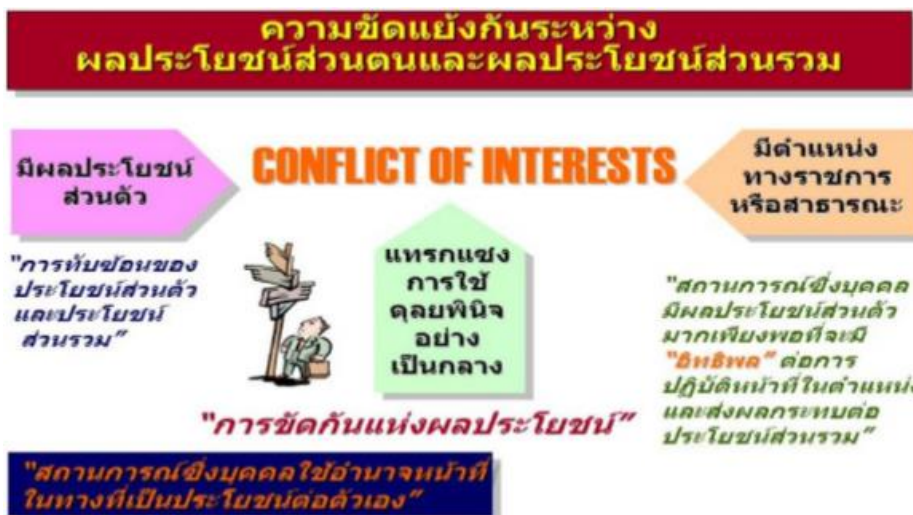 ความขัดแย้งกันระหว่าง
ผลประโยชน์ส่วนตนและผลประโยชน์ส่วนรวม
มีผลประโยชน์
ส่วนตัว
CONFLICT OF INTERESTS
มีตำแหน่ง
ทางราชการ
หรือสาธารณะ
"การทับซ้อนของ
ประโยชน์ส่วนตัว
และประโยชน์
ส่วนรวม"
แทรกแซง
การใช้
ดุลยพินิจ
อย่าง
เป็นกลาง
"สถานการณ์ซึ่งบุคคล
มีผลประโยชน์ส่วนตัว
มากเพียงพอที่จะมี
"อิทธิพล" ต่อการ
ปฏิบัติหน้าที่ในตำแหน่ง
และส่งผลกระทบต่อ
ประโยชน์ส่วนรวม"
"การขัดกันแห่งผลประโยชน์"
"สถานการณ์ซึ่งบุคคลใช้อำนาจหน้าที่
ในทางที่เป็นประโยชน์ต่อตัวเอง"